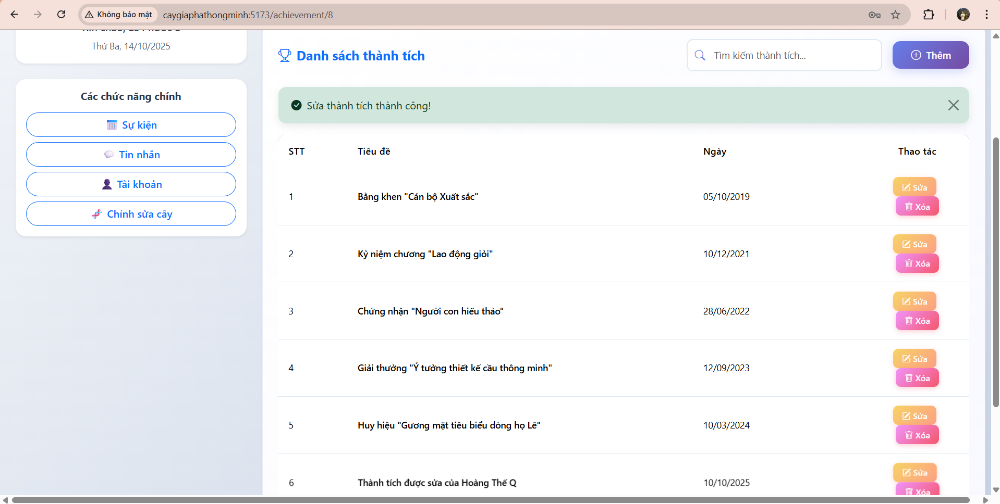 Không bảo mật
caygiaphathongminh:5173/achievement/8
Thứ Ba, 14/10/2025
Các chức năng chính
Sự kiện
Tin nhắn
Tài khoản
Chỉnh sửa cây
Danh sách thành tích
Tìm kiếm thành tích...
Thêm
Sửa thành tích thành công!
STT Tiêu đề Ngày Thao tác
1 Bằng khen "Cán bộ Xuất sắc" 05/10/2019
Sửa
Xóa
2 Kỷ niệm chương "Lao động giỏi" 10/12/2021
Sửa
Xóa
3 Chứng nhận "Người con hiếu thảo" 28/06/2022
Sửa
Xóa
4 Giải thưởng "Ý tưởng thiết kế cầu thông minh" 12/09/2023
Sửa
Xóa
5 Huy hiệu "Gương mặt tiêu biểu dòng họ Lê" 10/03/2024
Sửa
Xóa
6 Thành tích được sửa của Hoàng Thế Q 10/10/2025
Sửa
Xóa